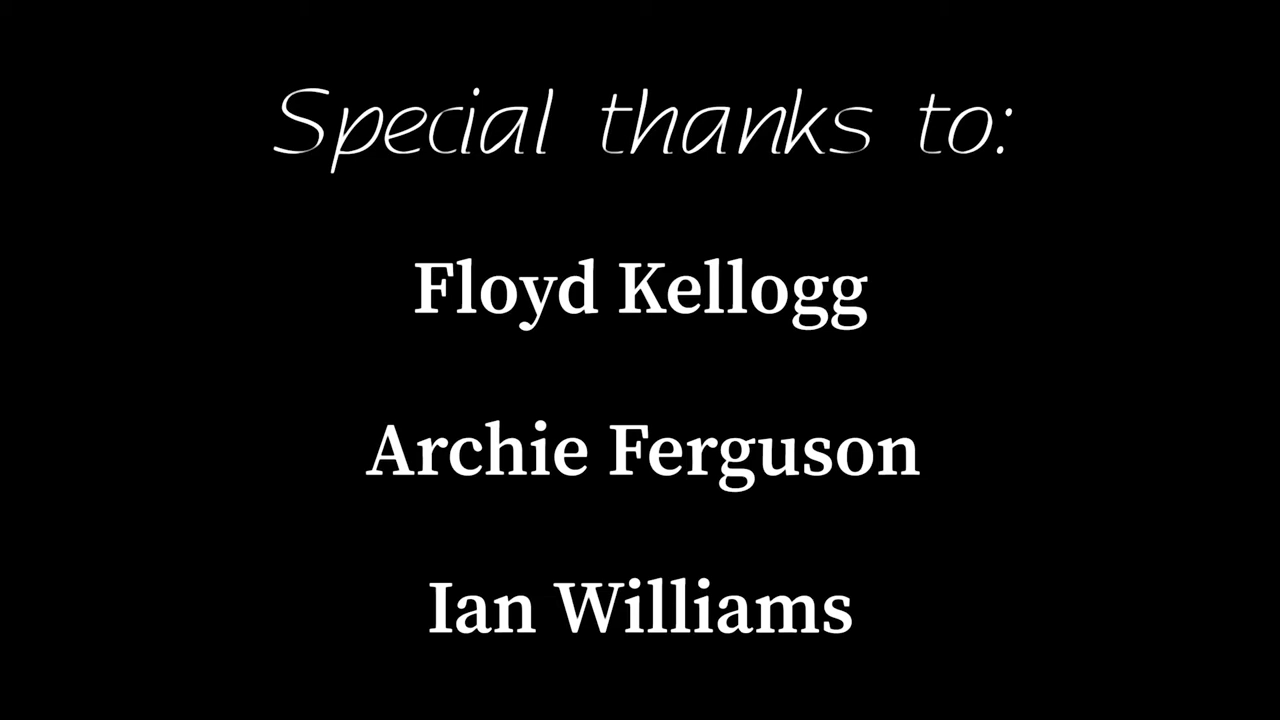 Special thanks to:
Floyd Kellogg
Archie Ferguson
Ian Williams